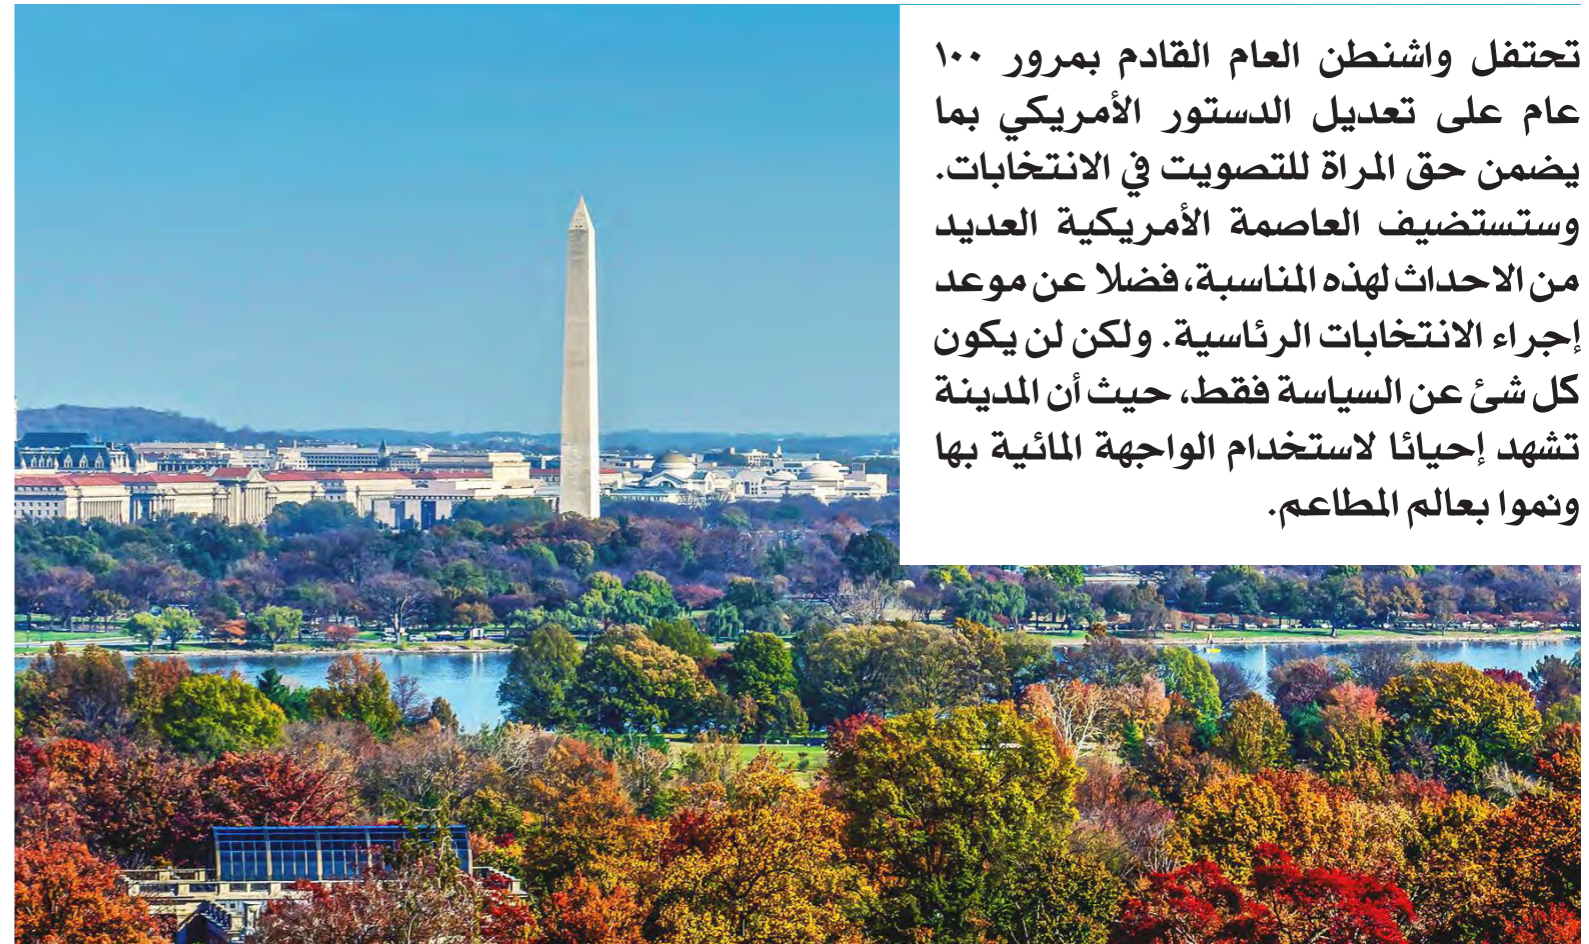 تحتفل واشنطن العام القادم بمرور ١٠٠
عام على تعديل الدستور الأمريكي بما
يضمن حق المراة للتصويت في الانتخابات.
وستستضيف العاصمة الأمريكية العديد
من الاحداث لهذه المناسبة، فضلا عن موعد
إجراء الانتخابات الرئاسية. ولكن لن يكون
كل شئ عن السياسة فقط، حيث أن المدينة
تشهد إحيائا لاستخدام الواجهة المائية بها
ونموا بعالم المطاعم.